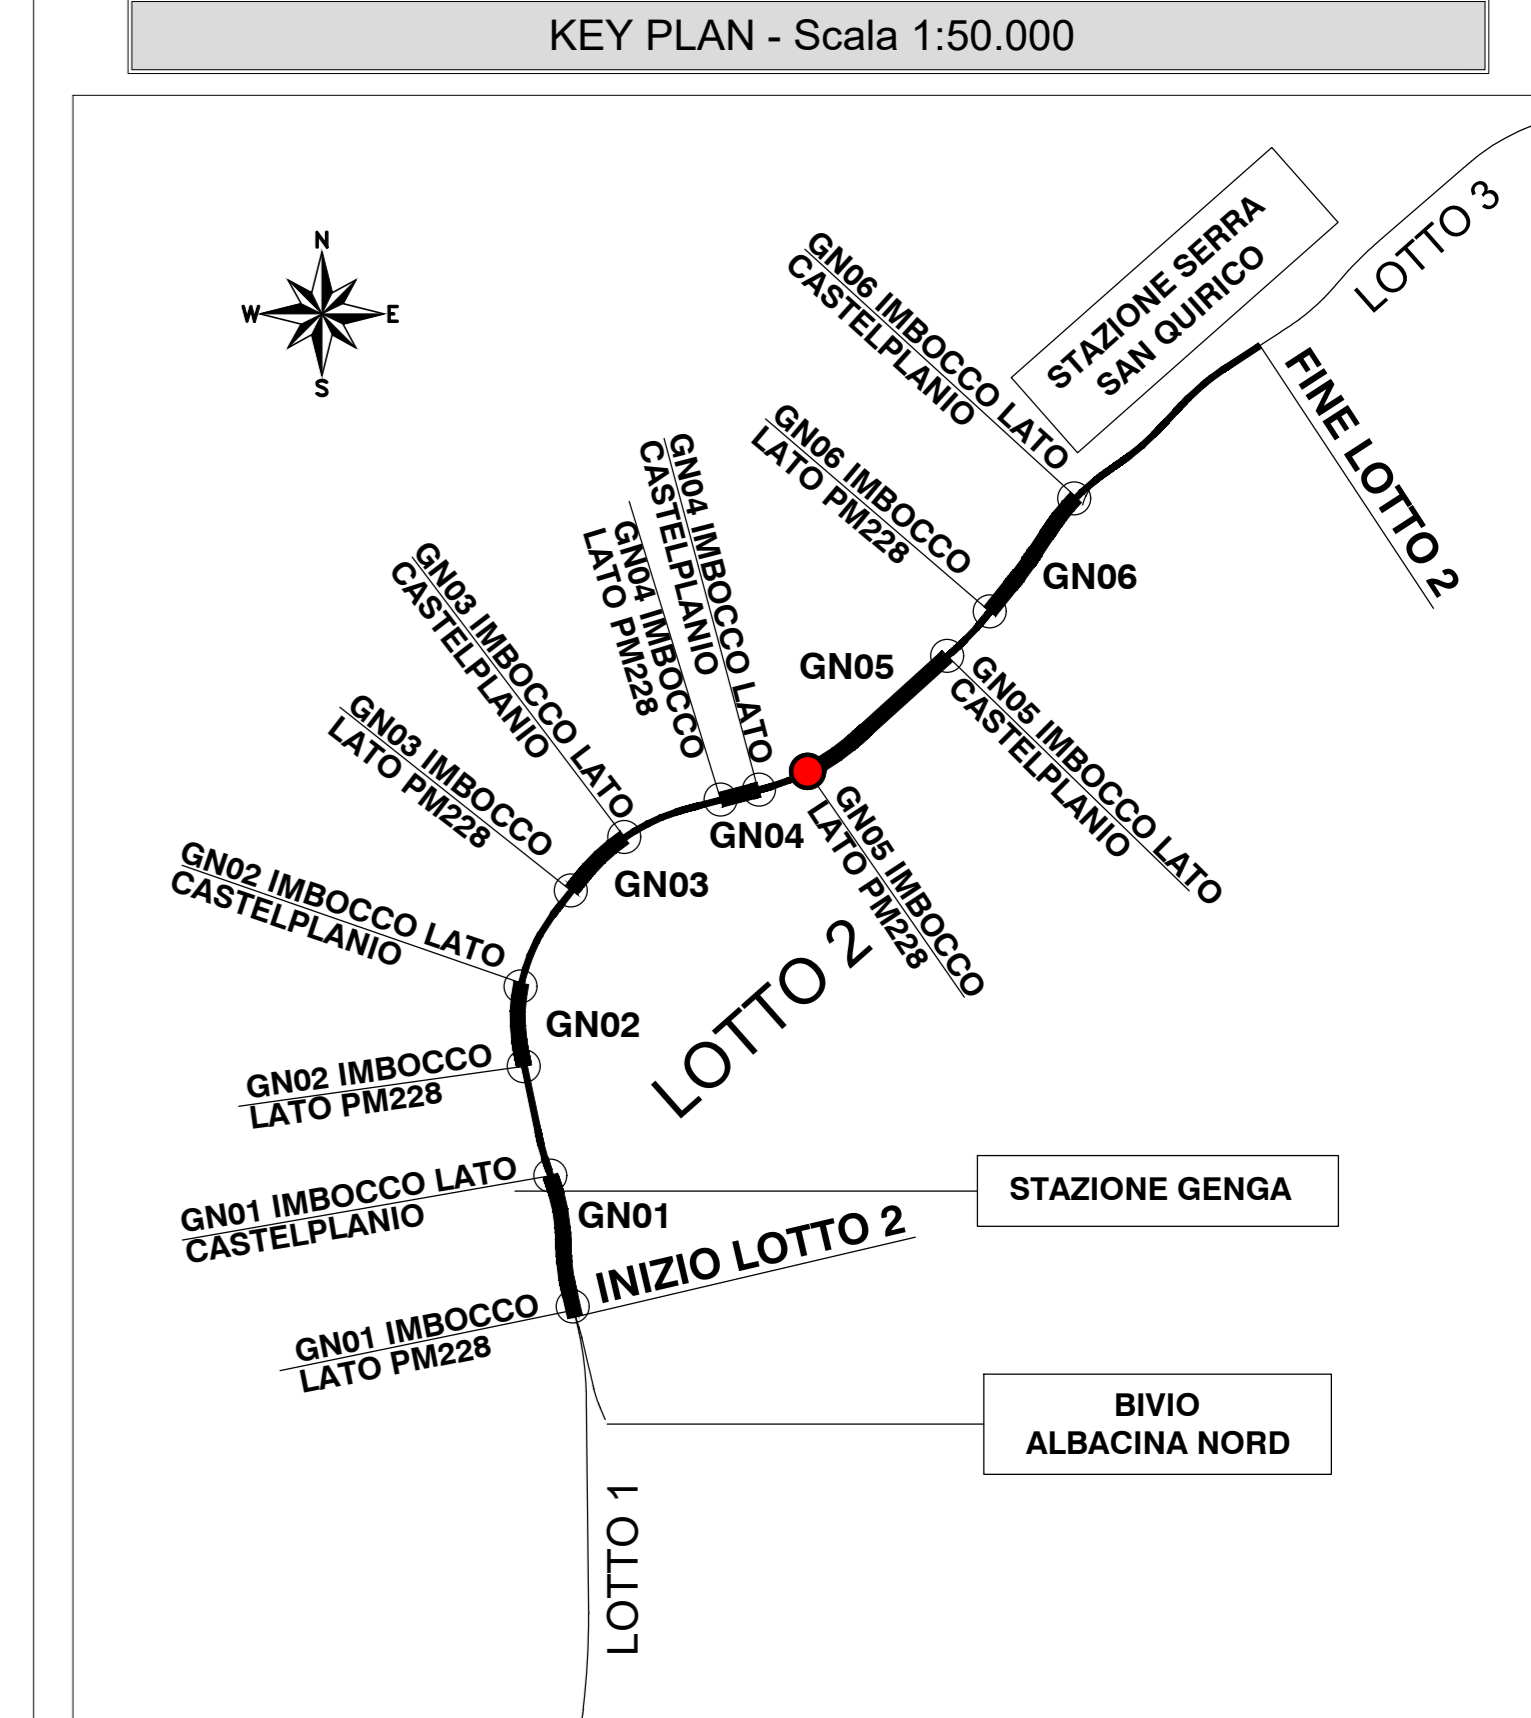 KEY PLAN - Scala 1:50.000
N
W
E
S
LOTTO 3
STAZIONE SERRA
SAN QUIRICO
GN06 IMBOCCO LATO
CASTELPLANIO
FINE LOTTO 2
GN06 IMBOCCO
LATO PM228
GN06
GN04 IMBOCCO LATO
CASTELPLANIO
GN04 IMBOCCO
LATO PM228
GN03 IMBOCCO LATO
CASTELPLANIO
GN05
GN05 IMBOCCO LATO
CASTELPLANIO
GN03 IMBOCCO
LATO PM228
GN04
GN05 IMBOCCO
LATO PM228
GN03
GN02 IMBOCCO LATO
CASTELPLANIO
LOTTO 2
GN02
GN02 IMBOCCO
LATO PM228
GN01 IMBOCCO LATO
CASTELPLANIO
STAZIONE GENGA
GN01
INIZIO LOTTO 2
GN01 IMBOCCO
LATO PM228
BIVIO
ALBACINA NORD
LOTTO 1